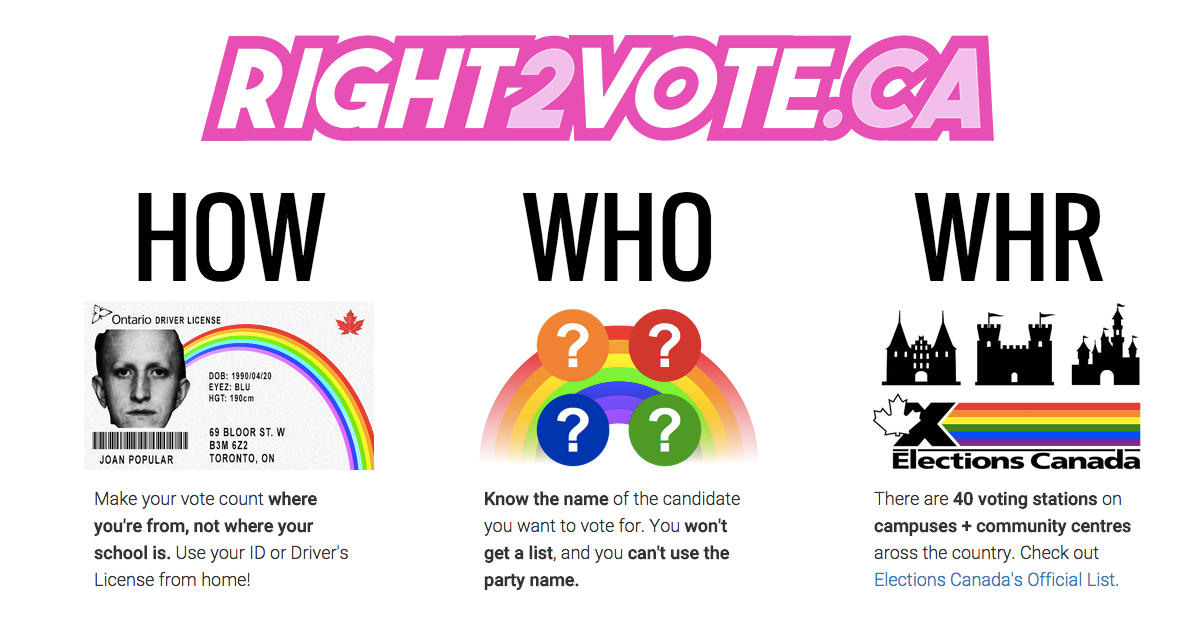 RIGHT2VOTE.CA
HOW
Ontario DRIVER LICENSE
DOB: 1990/04/20
EYEZ: BLU
HGT: 190cm
69 BLOOR ST. W
B3M 6Z2
TORONTO, ON
JOAN POPULAR
Make your vote count where
you're from, not where your
school is. Use your ID or Driver's
License from home!
WHO
? ?
? ?
Know the name of the candidate
you want to vote for. You won't
get a list, and you can't use the
party name.
WHR
Elections Canada
There are 40 voting stations on
campuses + community centres
aross the country. Check out
Elections Canada's Official List.